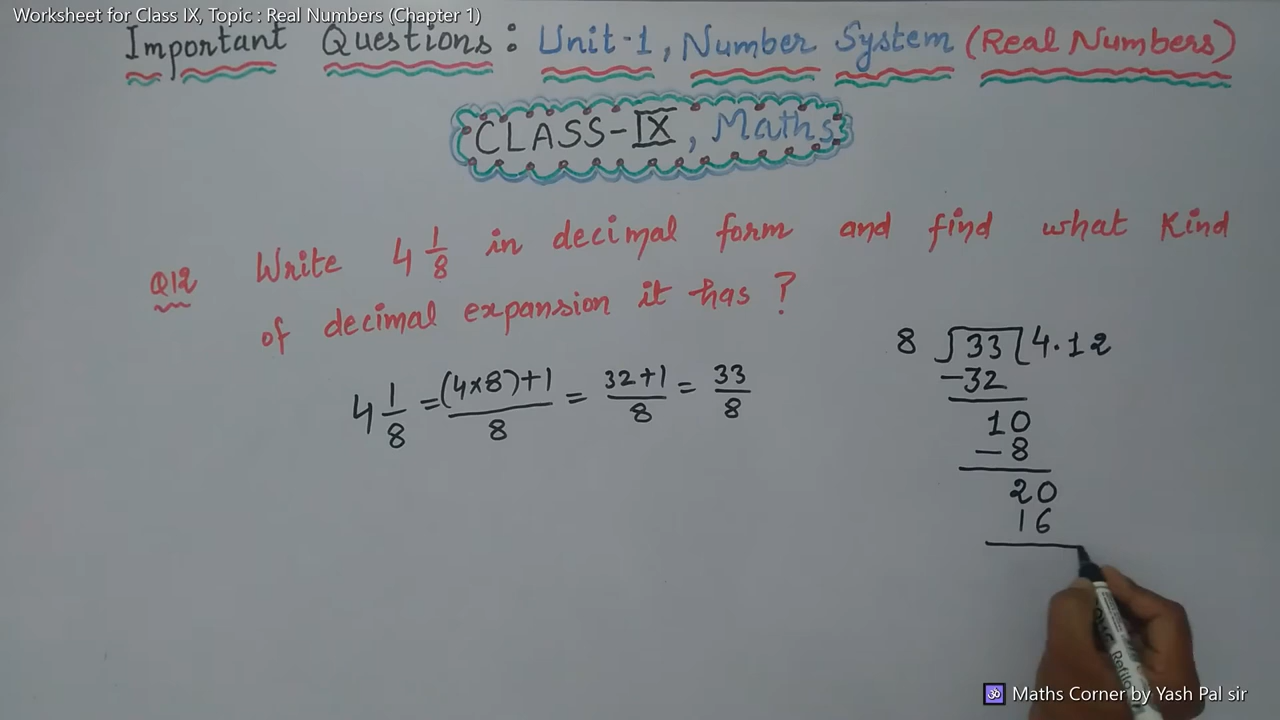 Worksheet for Class IX, Topic : Real Numbers (Chapter 1)
Important Questions: Unit-1, Number System (Real Numbers)
CLASS-IX, Maths
Q12 Write 4 1/8 in decimal form and find what kind
of decimal expansion it has?
4 1/8 = (4×8)+1/8 = 32+1/8 = 33/8
8 33 4.12
-32
10
-8
20
16
Refill
ॐ Maths Corner by Yash Pal sir